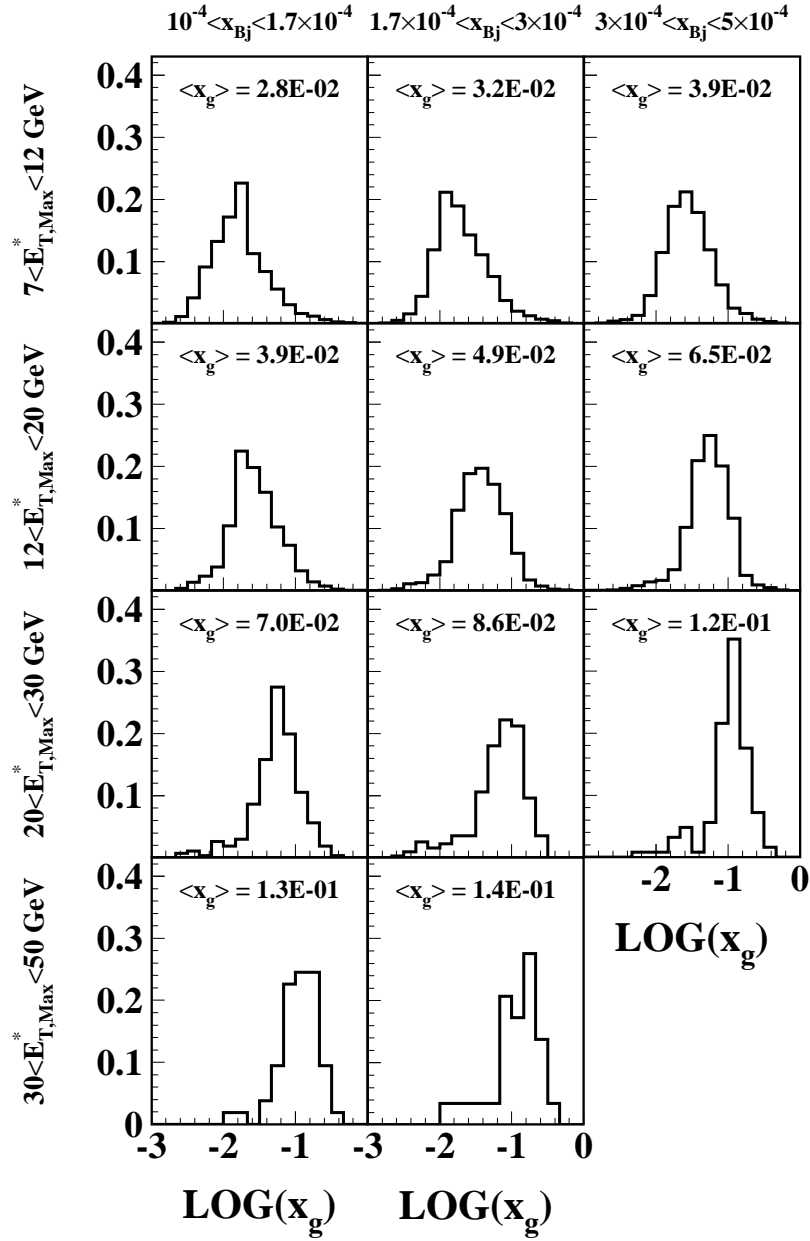 10⁻⁴<x_Bj<1.7×10⁻⁴ 1.7×10⁻⁴<x_Bj<3×10⁻⁴ 3×10⁻⁴<x_Bj<5×10⁻⁴
7<E*_T,Max<12 GeV
0.4
0.3
0.2
0.1
<x_g> = 2.8E-02 <x_g> = 3.2E-02 <x_g> = 3.9E-02
12<E*_T,Max<20 GeV
0.4
0.3
0.2
0.1
<x_g> = 3.9E-02 <x_g> = 4.9E-02 <x_g> = 6.5E-02
20<E*_T,Max<30 GeV
0.4
0.3
0.2
0.1
<x_g> = 7.0E-02 <x_g> = 8.6E-02 <x_g> = 1.2E-01
-2 -1 0
LOG(x_g)
30<E*_T,Max<50 GeV
0.4
0.3
0.2
0.1
0
<x_g> = 1.3E-01 <x_g> = 1.4E-01
-3 -2 -1 -3 -2 -1 0
LOG(x_g) LOG(x_g)